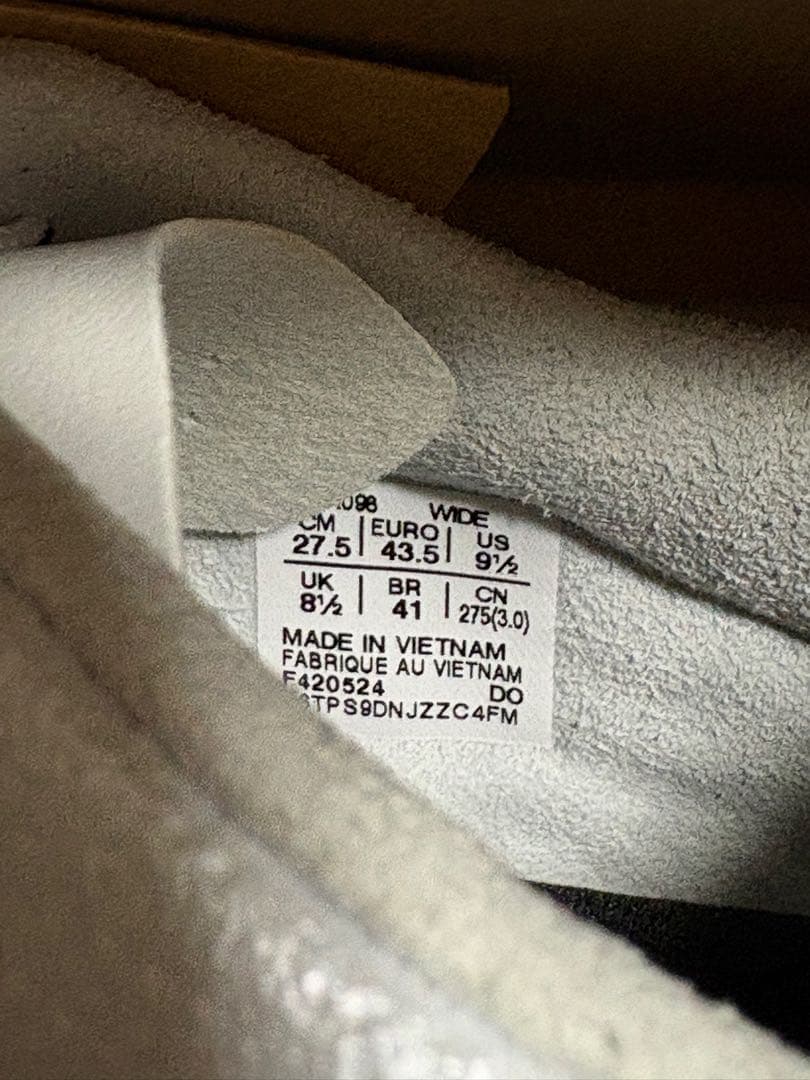 WIDE
CM | EURO | US
27.5 | 43.5 | 9½
UK | BR | CN
8½ | 41 | 275(3.0)
MADE IN VIETNAM
FABRIQUE AU VIETNAM
F420524 DO